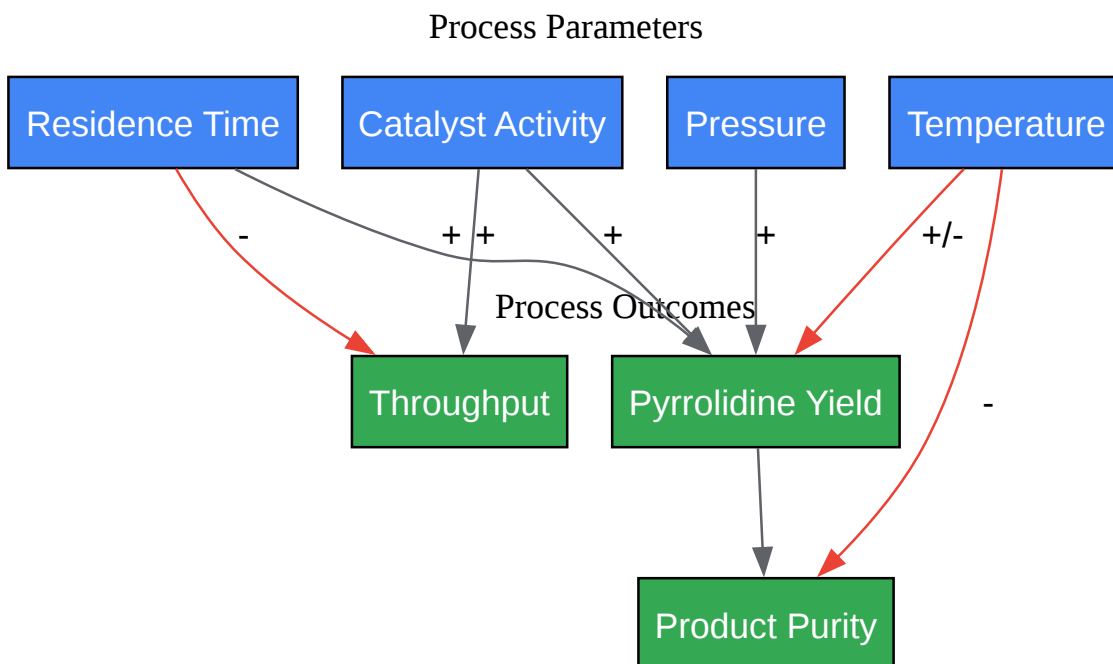 Process Parameters
Residence Time
Catalyst Activity
Pressure
Temperature
-
+
+
+
+
+/-
Process Outcomes
Throughput
Pyrrolidine Yield
-
Product Purity